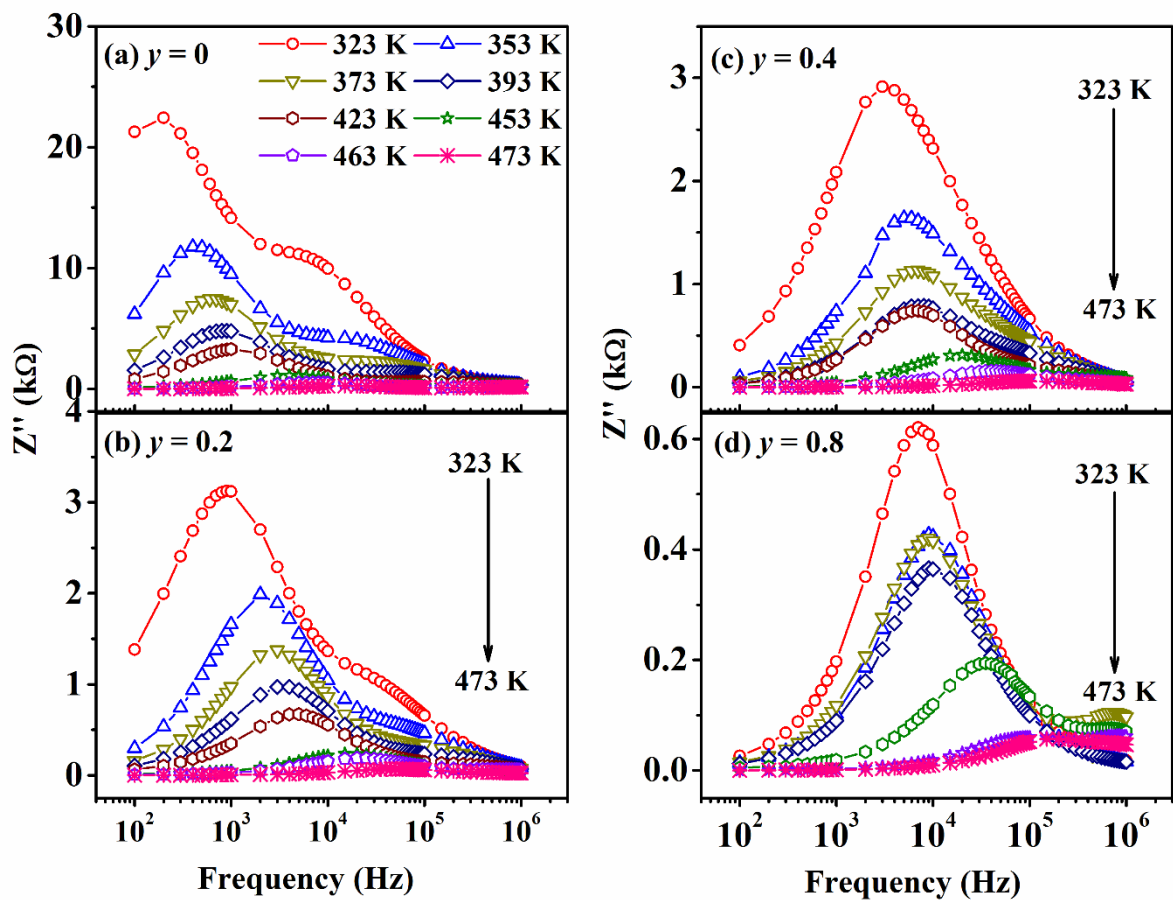 (a) y = 0
323 K
353 K
373 K
393 K
423 K
453 K
463 K
473 K
30
20
10
0
Z'' (kΩ)
(b) y = 0.2
323 K
473 K
4
3
2
1
0
10² 10³ 10⁴ 10⁵ 10⁶
Frequency (Hz)
(c) y = 0.4
323 K
473 K
3
2
1
0
Z'' (kΩ)
(d) y = 0.8
323 K
473 K
0.6
0.4
0.2
0.0
10² 10³ 10⁴ 10⁵ 10⁶
Frequency (Hz)